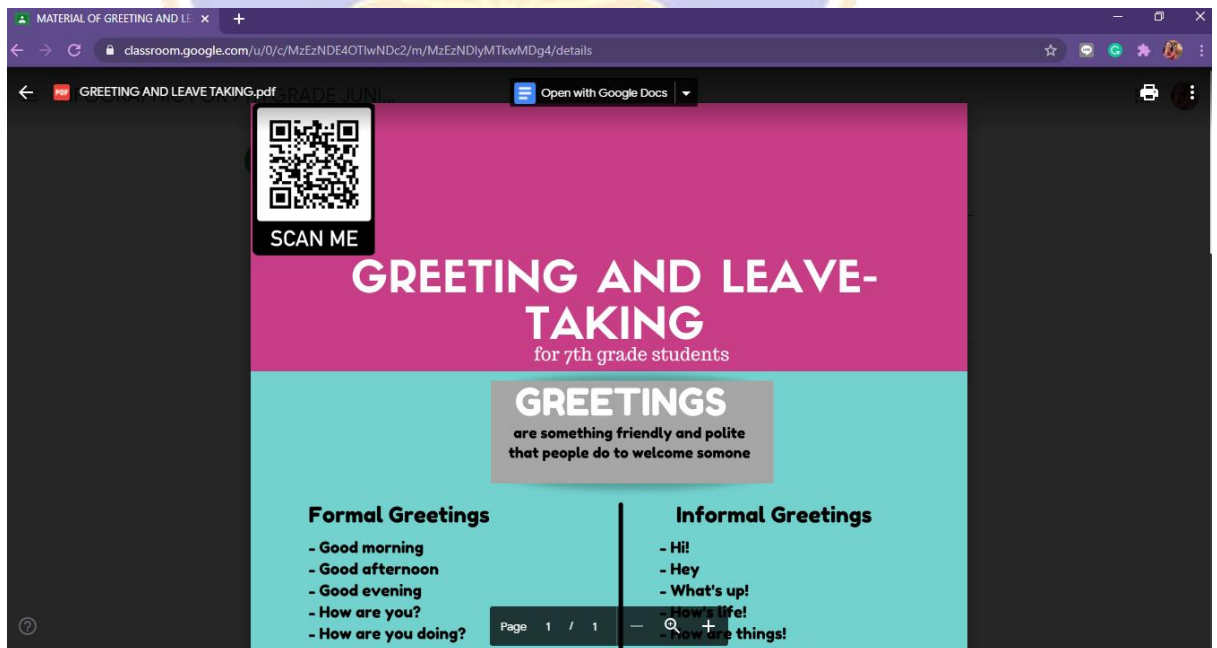 MATERIAL OF GREETING AND LE
classroom.google.com/u/0/c/MzEzNDE4OTIwNDc2/m/MzEzNDIyMTkwMDg4/details
GREETING AND LEAVE TAKING.pdf
Open with Google Docs
SCAN ME
GREETING AND LEAVE-
TAKING
for 7th grade students
GREETINGS
are something friendly and polite
that people do to welcome somone
Formal Greetings
- Good morning
- Good afternoon
- Good evening
- How are you?
- How are you doing?
Informal Greetings
- Hi!
- Hey
- What's up!
- How's life!
- How are things!
Page 1 / 1